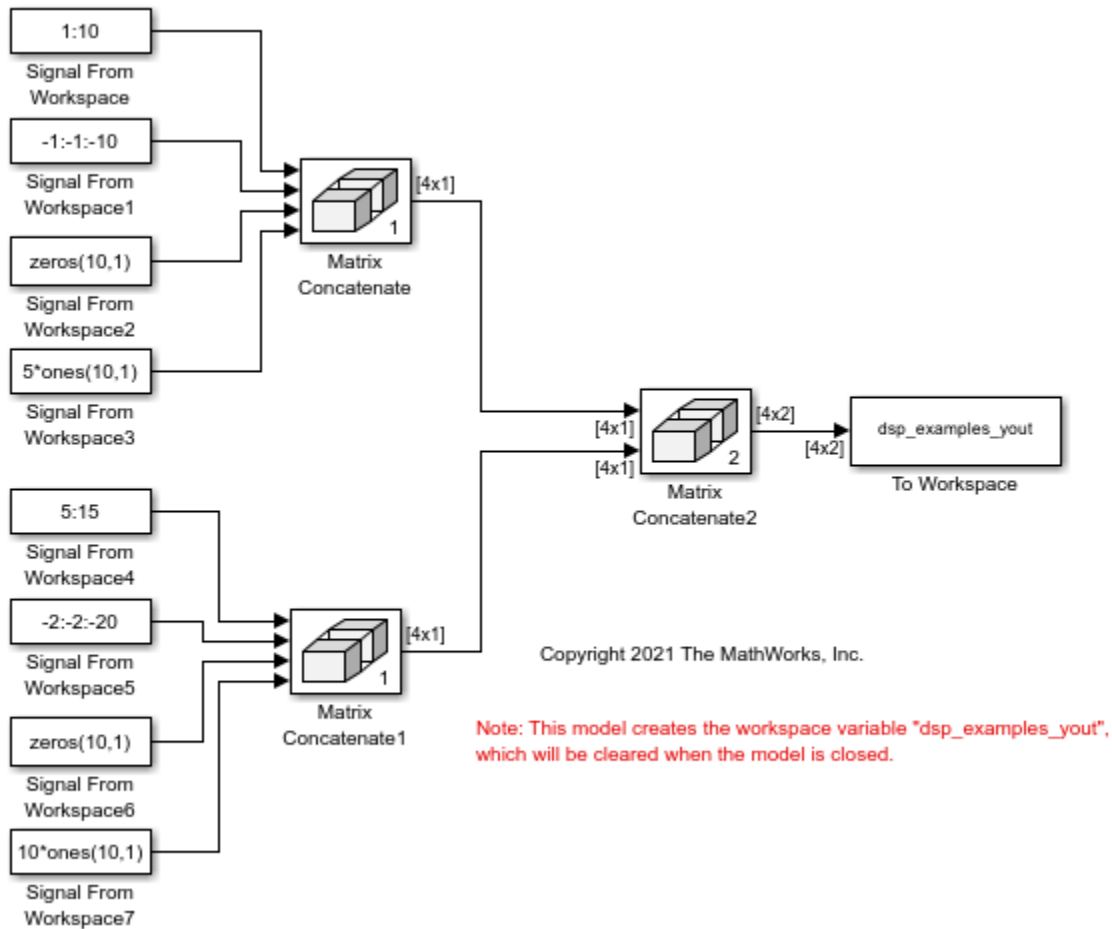 1:10
Signal From
Workspace
-1:-1:-10
Signal From
Workspace1
zeros(10,1)
Signal From
Workspace2
5*ones(10,1)
Signal From
Workspace3
[4x1]
1
Matrix
Concatenate
[4x1]
[4x1]
[4x2]
2
Matrix
Concatenate2
[4x2]
dsp_examples_yout
To Workspace
5:15
Signal From
Workspace4
-2:-2:-20
Signal From
Workspace5
zeros(10,1)
Signal From
Workspace6
10*ones(10,1)
Signal From
Workspace7
[4x1]
1
Matrix
Concatenate1
Copyright 2021 The MathWorks, Inc.
Note: This model creates the workspace variable "dsp_examples_yout",
which will be cleared when the model is closed.